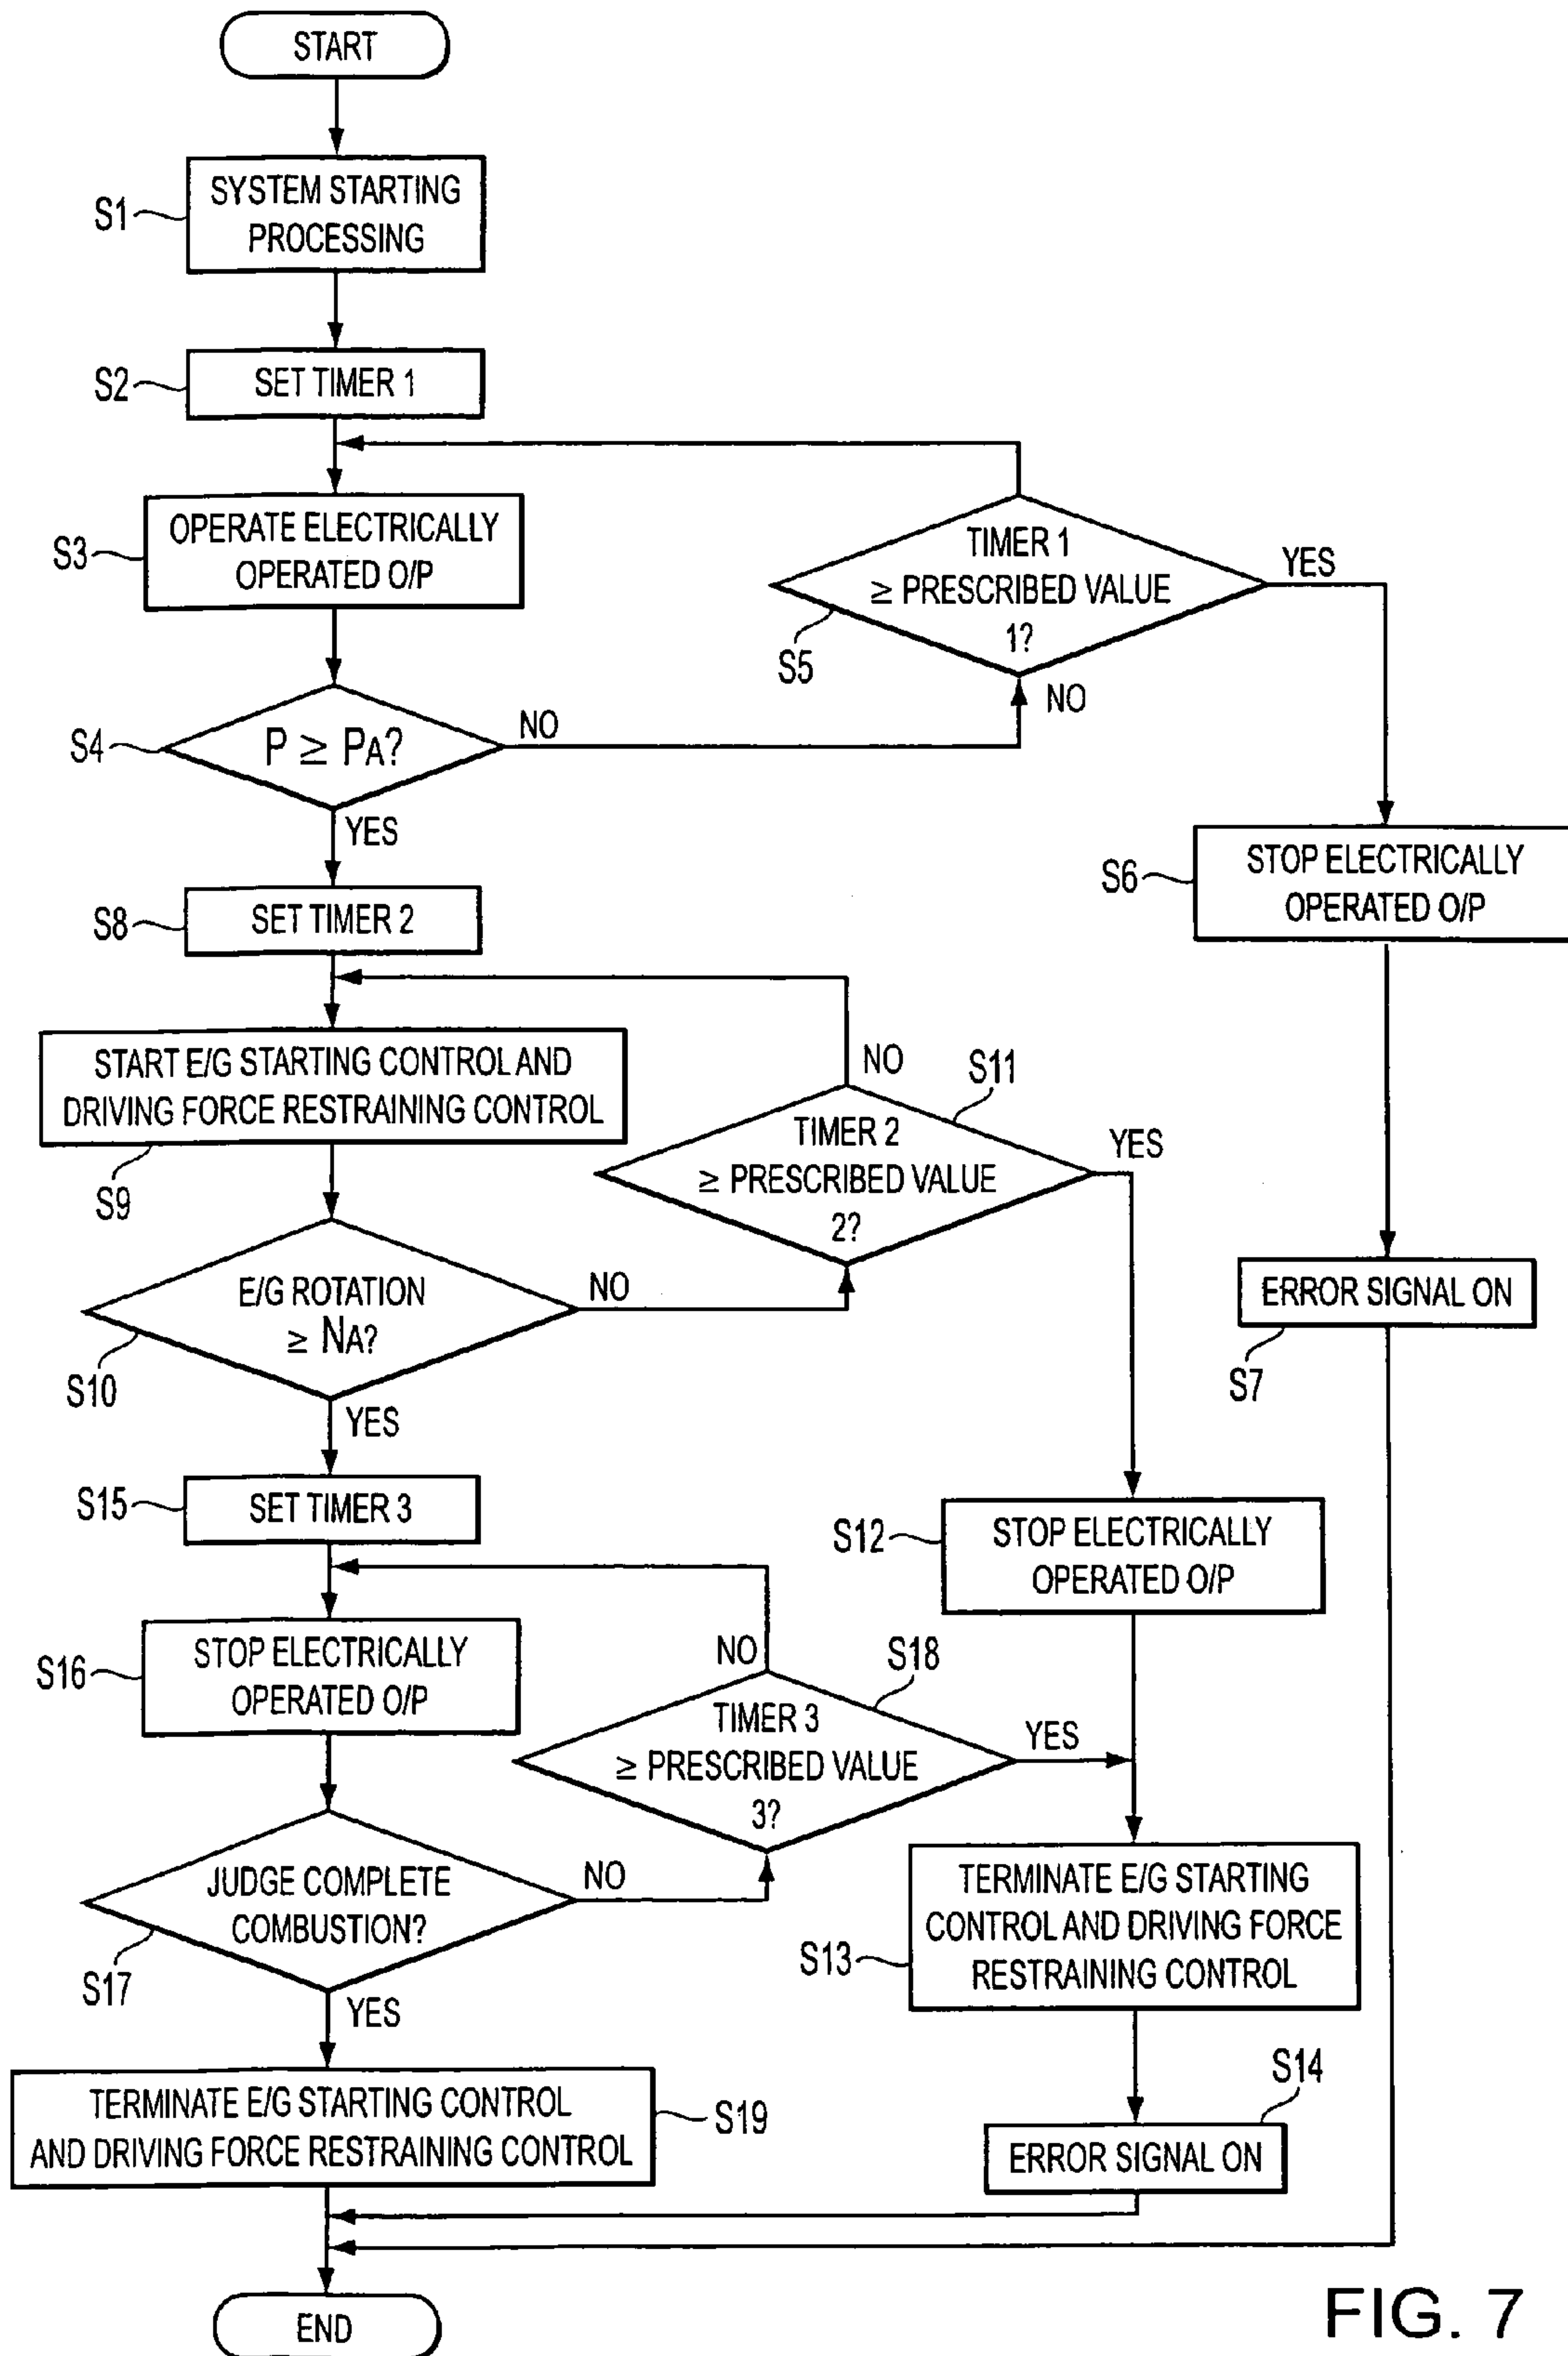 START
S1
SYSTEM STARTING
PROCESSING
S2
SET TIMER 1
S3
OPERATE ELECTRICALLY
OPERATED O/P
TIMER 1
≥ PRESCRIBED VALUE
1?
YES
S5
NO
S4
P ≥ PA?
NO
YES
S6
STOP ELECTRICALLY
OPERATED O/P
S8
SET TIMER 2
START E/G STARTING CONTROL AND
DRIVING FORCE RESTRAINING CONTROL
S9
NO
S11
TIMER 2
≥ PRESCRIBED VALUE
2?
YES
E/G ROTATION
≥ NA?
NO
S10
YES
ERROR SIGNAL ON
S7
S15
SET TIMER 3
S12
STOP ELECTRICALLY
OPERATED O/P
S16
STOP ELECTRICALLY
OPERATED O/P
NO
S18
TIMER 3
≥ PRESCRIBED VALUE
3?
YES
JUDGE COMPLETE
COMBUSTION?
NO
S17
YES
S13
TERMINATE E/G STARTING
CONTROL AND DRIVING FORCE
RESTRAINING CONTROL
TERMINATE E/G STARTING CONTROL
AND DRIVING FORCE RESTRAINING CONTROL
S19
S14
ERROR SIGNAL ON
END
FIG. 7